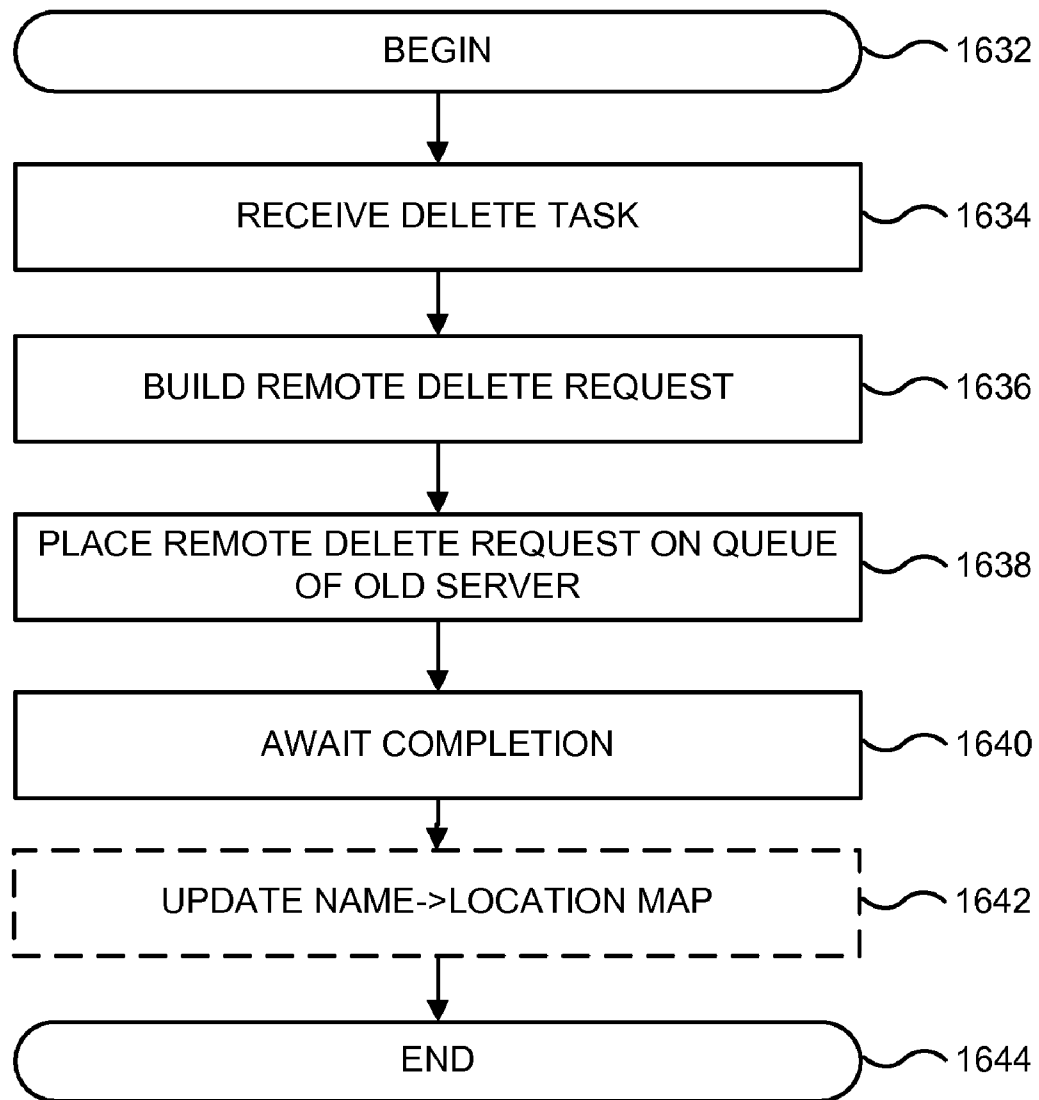 BEGIN
1632
RECEIVE DELETE TASK
1634
BUILD REMOTE DELETE REQUEST
1636
PLACE REMOTE DELETE REQUEST ON QUEUE
OF OLD SERVER
1638
AWAIT COMPLETION
1640
UPDATE NAME->LOCATION MAP
1642
END
1644